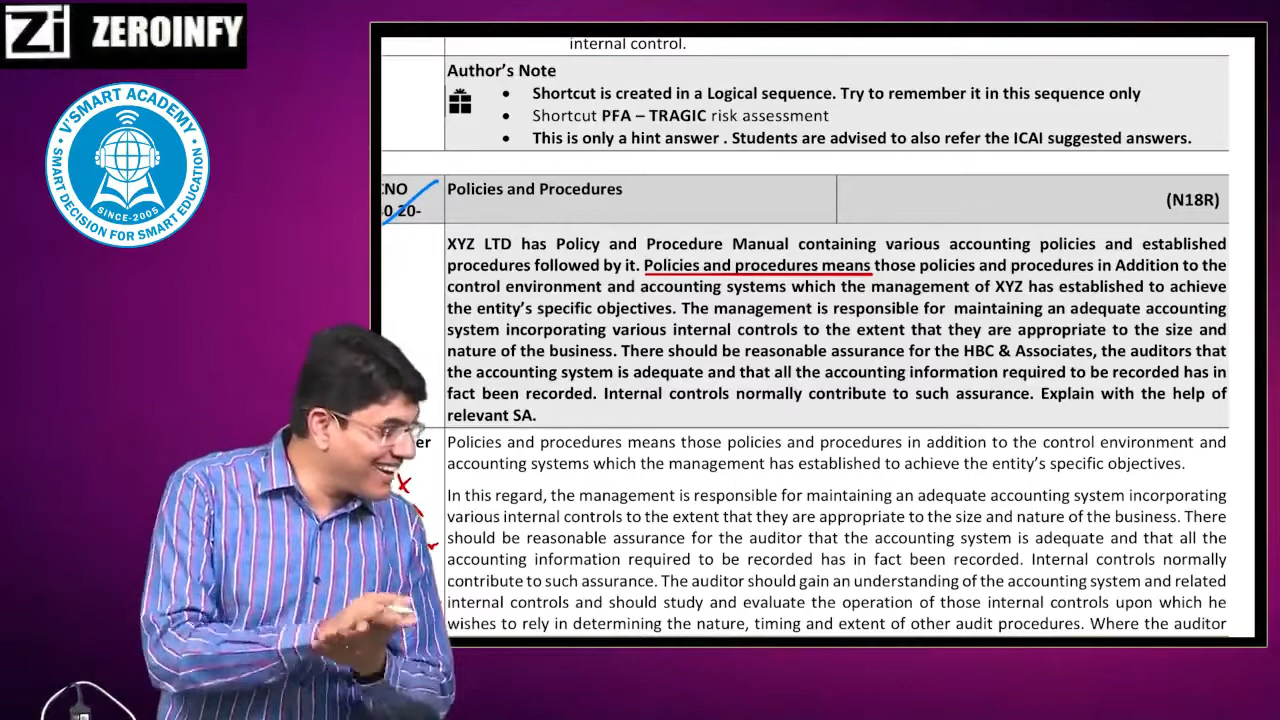 Zi ZEROINFY
V'SMART ACADEMY
SMART DECISION FOR SMART EDUCATION
SINCE-2005
internal control.
Author's Note
• Shortcut is created in a Logical sequence. Try to remember it in this sequence only
• Shortcut PFA – TRAGIC risk assessment
• This is only a hint answer . Students are advised to also refer the ICAI suggested answers.
NO Policies and Procedures (N18R)
20-
XYZ LTD has Policy and Procedure Manual containing various accounting policies and established
procedures followed by it. Policies and procedures means those policies and procedures in Addition to the
control environment and accounting systems which the management of XYZ has established to achieve
the entity's specific objectives. The management is responsible for maintaining an adequate accounting
system incorporating various internal controls to the extent that they are appropriate to the size and
nature of the business. There should be reasonable assurance for the HBC & Associates, the auditors that
the accounting system is adequate and that all the accounting information required to be recorded has in
fact been recorded. Internal controls normally contribute to such assurance. Explain with the help of
relevant SA.
er Policies and procedures means those policies and procedures in addition to the control environment and
accounting systems which the management has established to achieve the entity's specific objectives.
In this regard, the management is responsible for maintaining an adequate accounting system incorporating
various internal controls to the extent that they are appropriate to the size and nature of the business. There
should be reasonable assurance for the auditor that the accounting system is adequate and that all the
accounting information required to be recorded has in fact been recorded. Internal controls normally
contribute to such assurance. The auditor should gain an understanding of the accounting system and related
internal controls and should study and evaluate the operation of those internal controls upon which he
wishes to rely in determining the nature, timing and extent of other audit procedures. Where the auditor